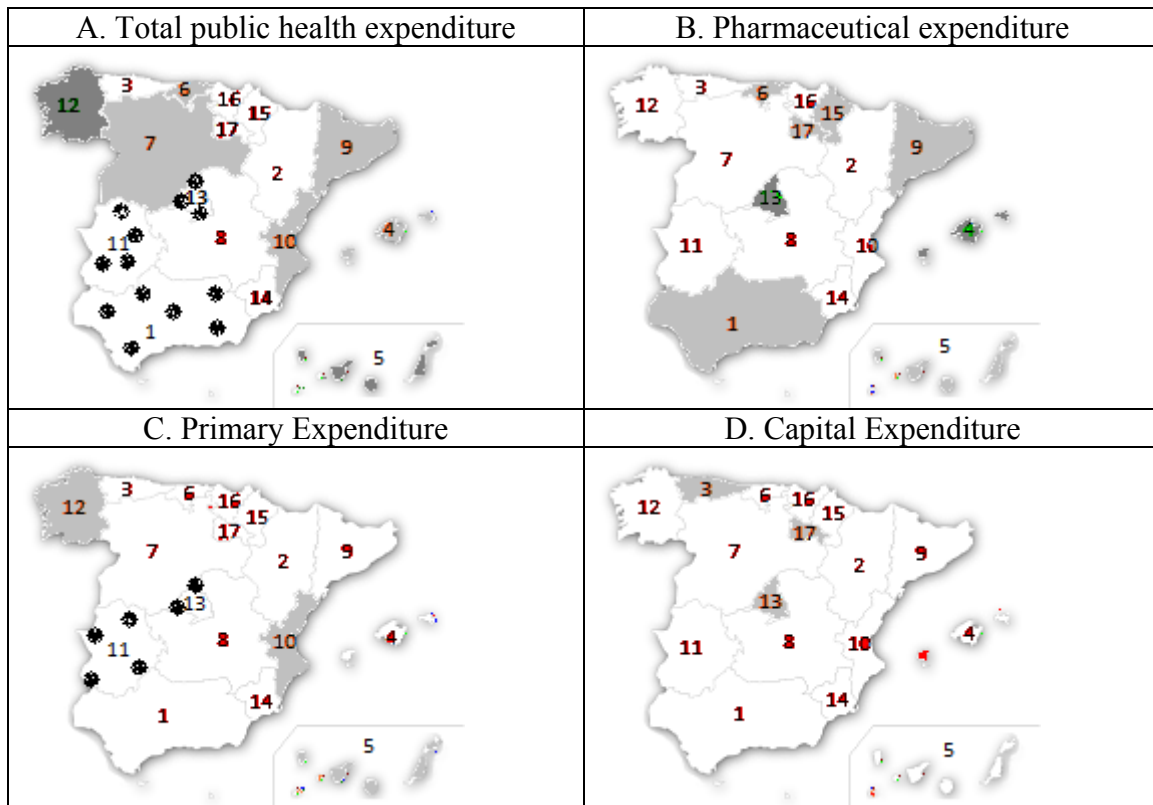 A. Total public health expenditure
B. Pharmaceutical expenditure
3 6 16
12 15
17
7 9
2
13
4
11 8 10
14
1 5
3 6 16
12 15
17
7 9
2
13
4
11 8 10
14
1 5
C. Primary Expenditure
D. Capital Expenditure
3 6 16
12 15
17
7 9
2
13
4
11 8 10
14
1 5
3 6 16
12 15
17
7 9
2
13
4
11 8 10
14
1 5